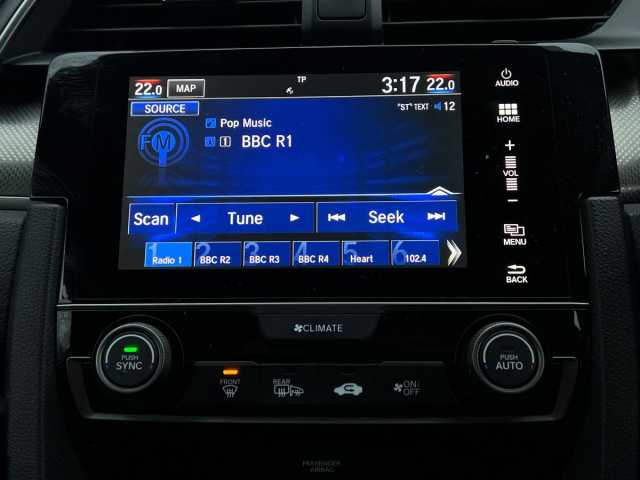 TP
22.0 MAP 3:17 22.0
SOURCE "ST" TEXT 12
FM
Pop Music
1 BBC R1
Scan Tune Seek
1 Radio 1 2 BBC R2 3 BBC R3 4 BBC R4 5 Heart 6 102.4
AUDIO
HOME
+
VOL
−
MENU
BACK
CLIMATE
PUSH
SYNC
FRONT
REAR
ON/
OFF
PUSH
AUTO
PASSENGER
AIRBAG